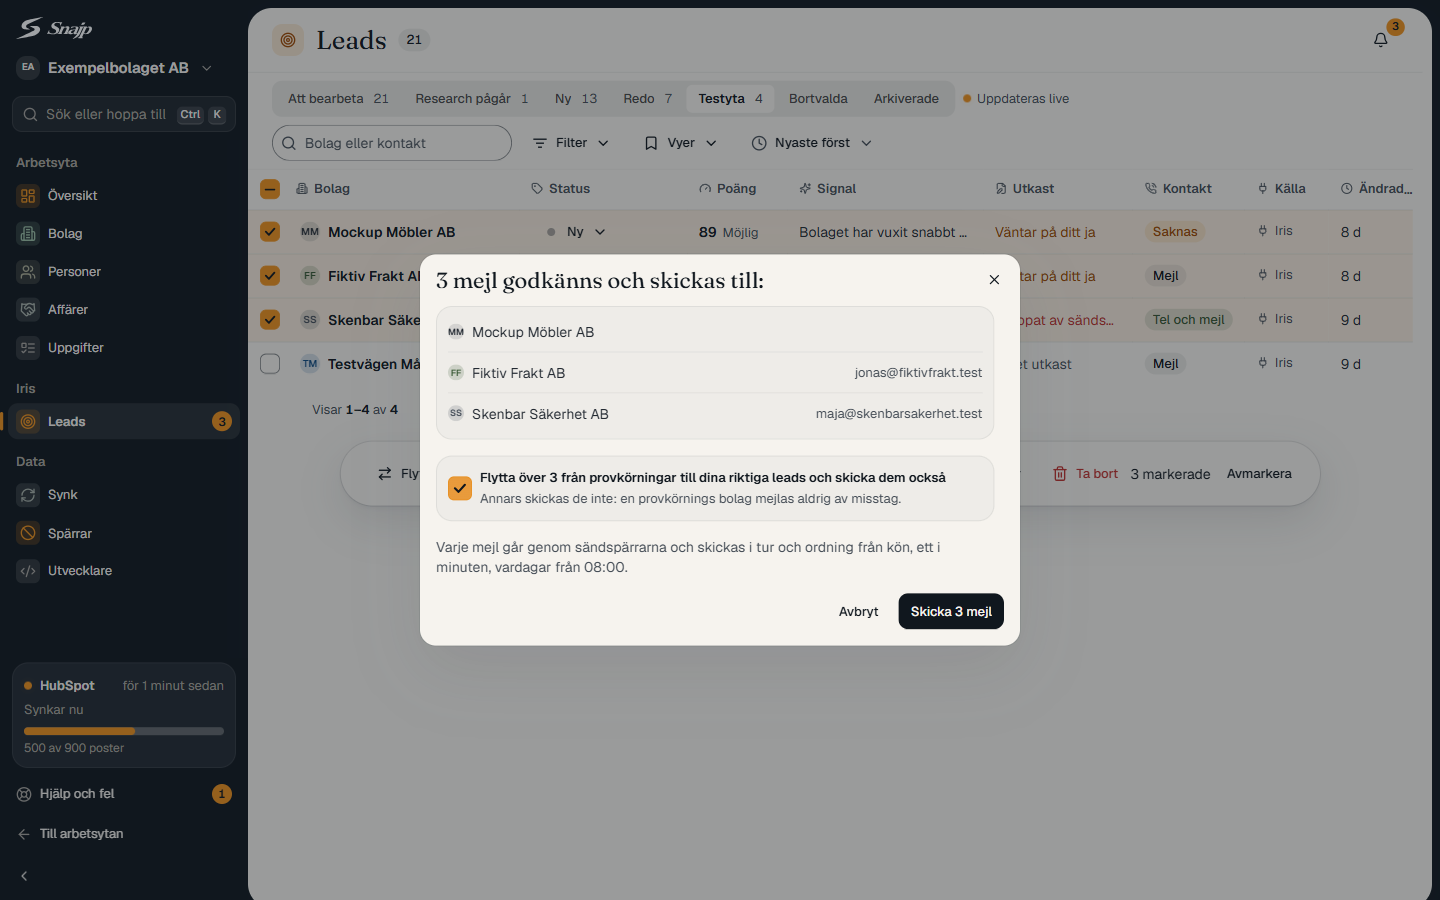 Snajp
EA Exempelbolaget AB
Sök eller hoppa till Ctrl K
Arbetsyta
Översikt
Bolag
Personer
Affärer
Uppgifter
Iris
Leads 3
Data
Synk
Spärrar
Utvecklare
HubSpot för 1 minut sedan
Synkar nu
500 av 900 poster
Hjälp och fel 1
Till arbetsytan
Leads 21
3
Att bearbeta 21 Research pågår 1 Ny 13 Redo 7 Testyta 4 Bortvalda Arkiverade Uppdateras live
Bolag eller kontakt Filter Vyer Nyaste först
Bolag Status Poäng Signal Utkast Kontakt Källa Ändrad...
MM Mockup Möbler AB Ny 89 Möjlig Bolaget har vuxit snabbt ... Väntar på ditt ja Saknas Iris 8 d
FF Fiktiv Frakt AB tar på ditt ja Mejl Iris 8 d
SS Skenbar Säke ppat av sänds... Tel och mejl Iris 9 d
TM Testvägen Må et utkast Mejl Iris 9 d
Visar 1–4 av 4
Fly Ta bort 3 markerade Avmarkera
3 mejl godkänns och skickas till:
MM Mockup Möbler AB
FF Fiktiv Frakt AB jonas@fiktivfrakt.test
SS Skenbar Säkerhet AB maja@skenbarsakerhet.test
Flytta över 3 från provkörningar till dina riktiga leads och skicka dem också
Annars skickas de inte: en provkörnings bolag mejlas aldrig av misstag.
Varje mejl går genom sändspärrarna och skickas i tur och ordning från kön, ett i
minuten, vardagar från 08:00.
Avbryt Skicka 3 mejl